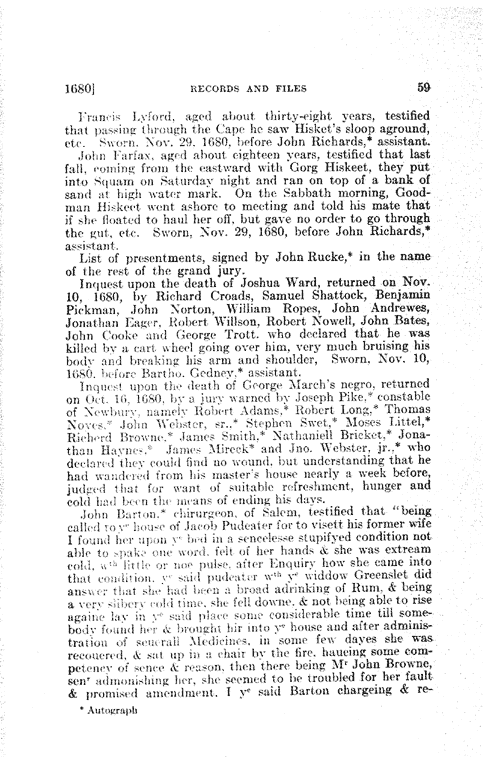 1680] RECORDS AND FILES 59
Francis Lyford, aged about thirty-eight years, testified
that passing through the Cape he saw Hisket's sloop aground,
etc. Sworn, Nov. 29, 1680, before John Richards,* assistant.
John Farfax, aged about eighteen years, testified that last
fall, coming from the eastward with Gorg Hiskeet, they put
into Squam on Saturday night and ran on top of a bank of
sand at high water mark. On the Sabbath morning, Good-
man Hiskeet went ashore to meeting and told his mate that
if she floated to haul her off, but gave no order to go through
the gut, etc. Sworn, Nov. 29, 1680, before John Richards,*
assistant.
List of presentments, signed by John Rucke,* in the name
of the rest of the grand jury.
Inquest upon the death of Joshua Ward, returned on Nov.
10, 1680, by Richard Croads, Samuel Shattock, Benjamin
Pickman, John Norton, William Ropes, John Andrewes,
Jonathan Eager, Robert Willson, Robert Nowell, John Bates,
John Cooke and George Trott, who declared that he was
killed by a cart wheel going over him, very much bruising his
body and breaking his arm and shoulder, Sworn, Nov. 10,
1680, before Bartho. Gedney,* assistant.
Inquest upon the death of George March's negro, returned
on Oct. 16, 1680, by a jury warned by Joseph Pike,* constable
of Newbury, namely Robert Adams,* Robert Long,* Thomas
Noyes,* John Webster, sr.,* Stephen Swet,* Moses Littel,*
Richerd Browne,* James Smith,* Nathaniell Bricket,* Jona-
than Haynes,* James Mireck* and Jno. Webster, jr.,* who
declared they could find no wound, but understanding that he
had wandered from his master's house nearly a week before,
judged that for want of suitable refreshment, hunger and
cold had been the means of ending his days.
John Barton,* chirurgeon, of Salem, testified that "being
called to yᵉ house of Jacob Pudeater for to visett his former wife
I found her upon yᵉ bed in a sencelesse stupifyed condition not
able to spake one word, felt of her hands & she was extream
cold, wᵗʰ little or noe pulse, after Enquiry how she came into
that condition, yᵉ said pudeater wᵗʰ yᵉ widdow Greenslet did
answer that she had been a broad adrinking of Rum, & being
a very slibery cold time, she fell downe, & not being able to rise
againe lay in yᵉ said place some considerable time till some-
body found her & brought hir into yᵉ house and after adminis-
tration of seuerall Medicines, in some few dayes she was
recouered, & sat up in a chair by the fire, haucing some com-
petency of sence & reason, then there being Mʳ John Browne,
senʳ admonishing her, she seemed to be troubled for her fault
& promised amendment, I yᵉ said Barton chargeing & re-
* Autograph